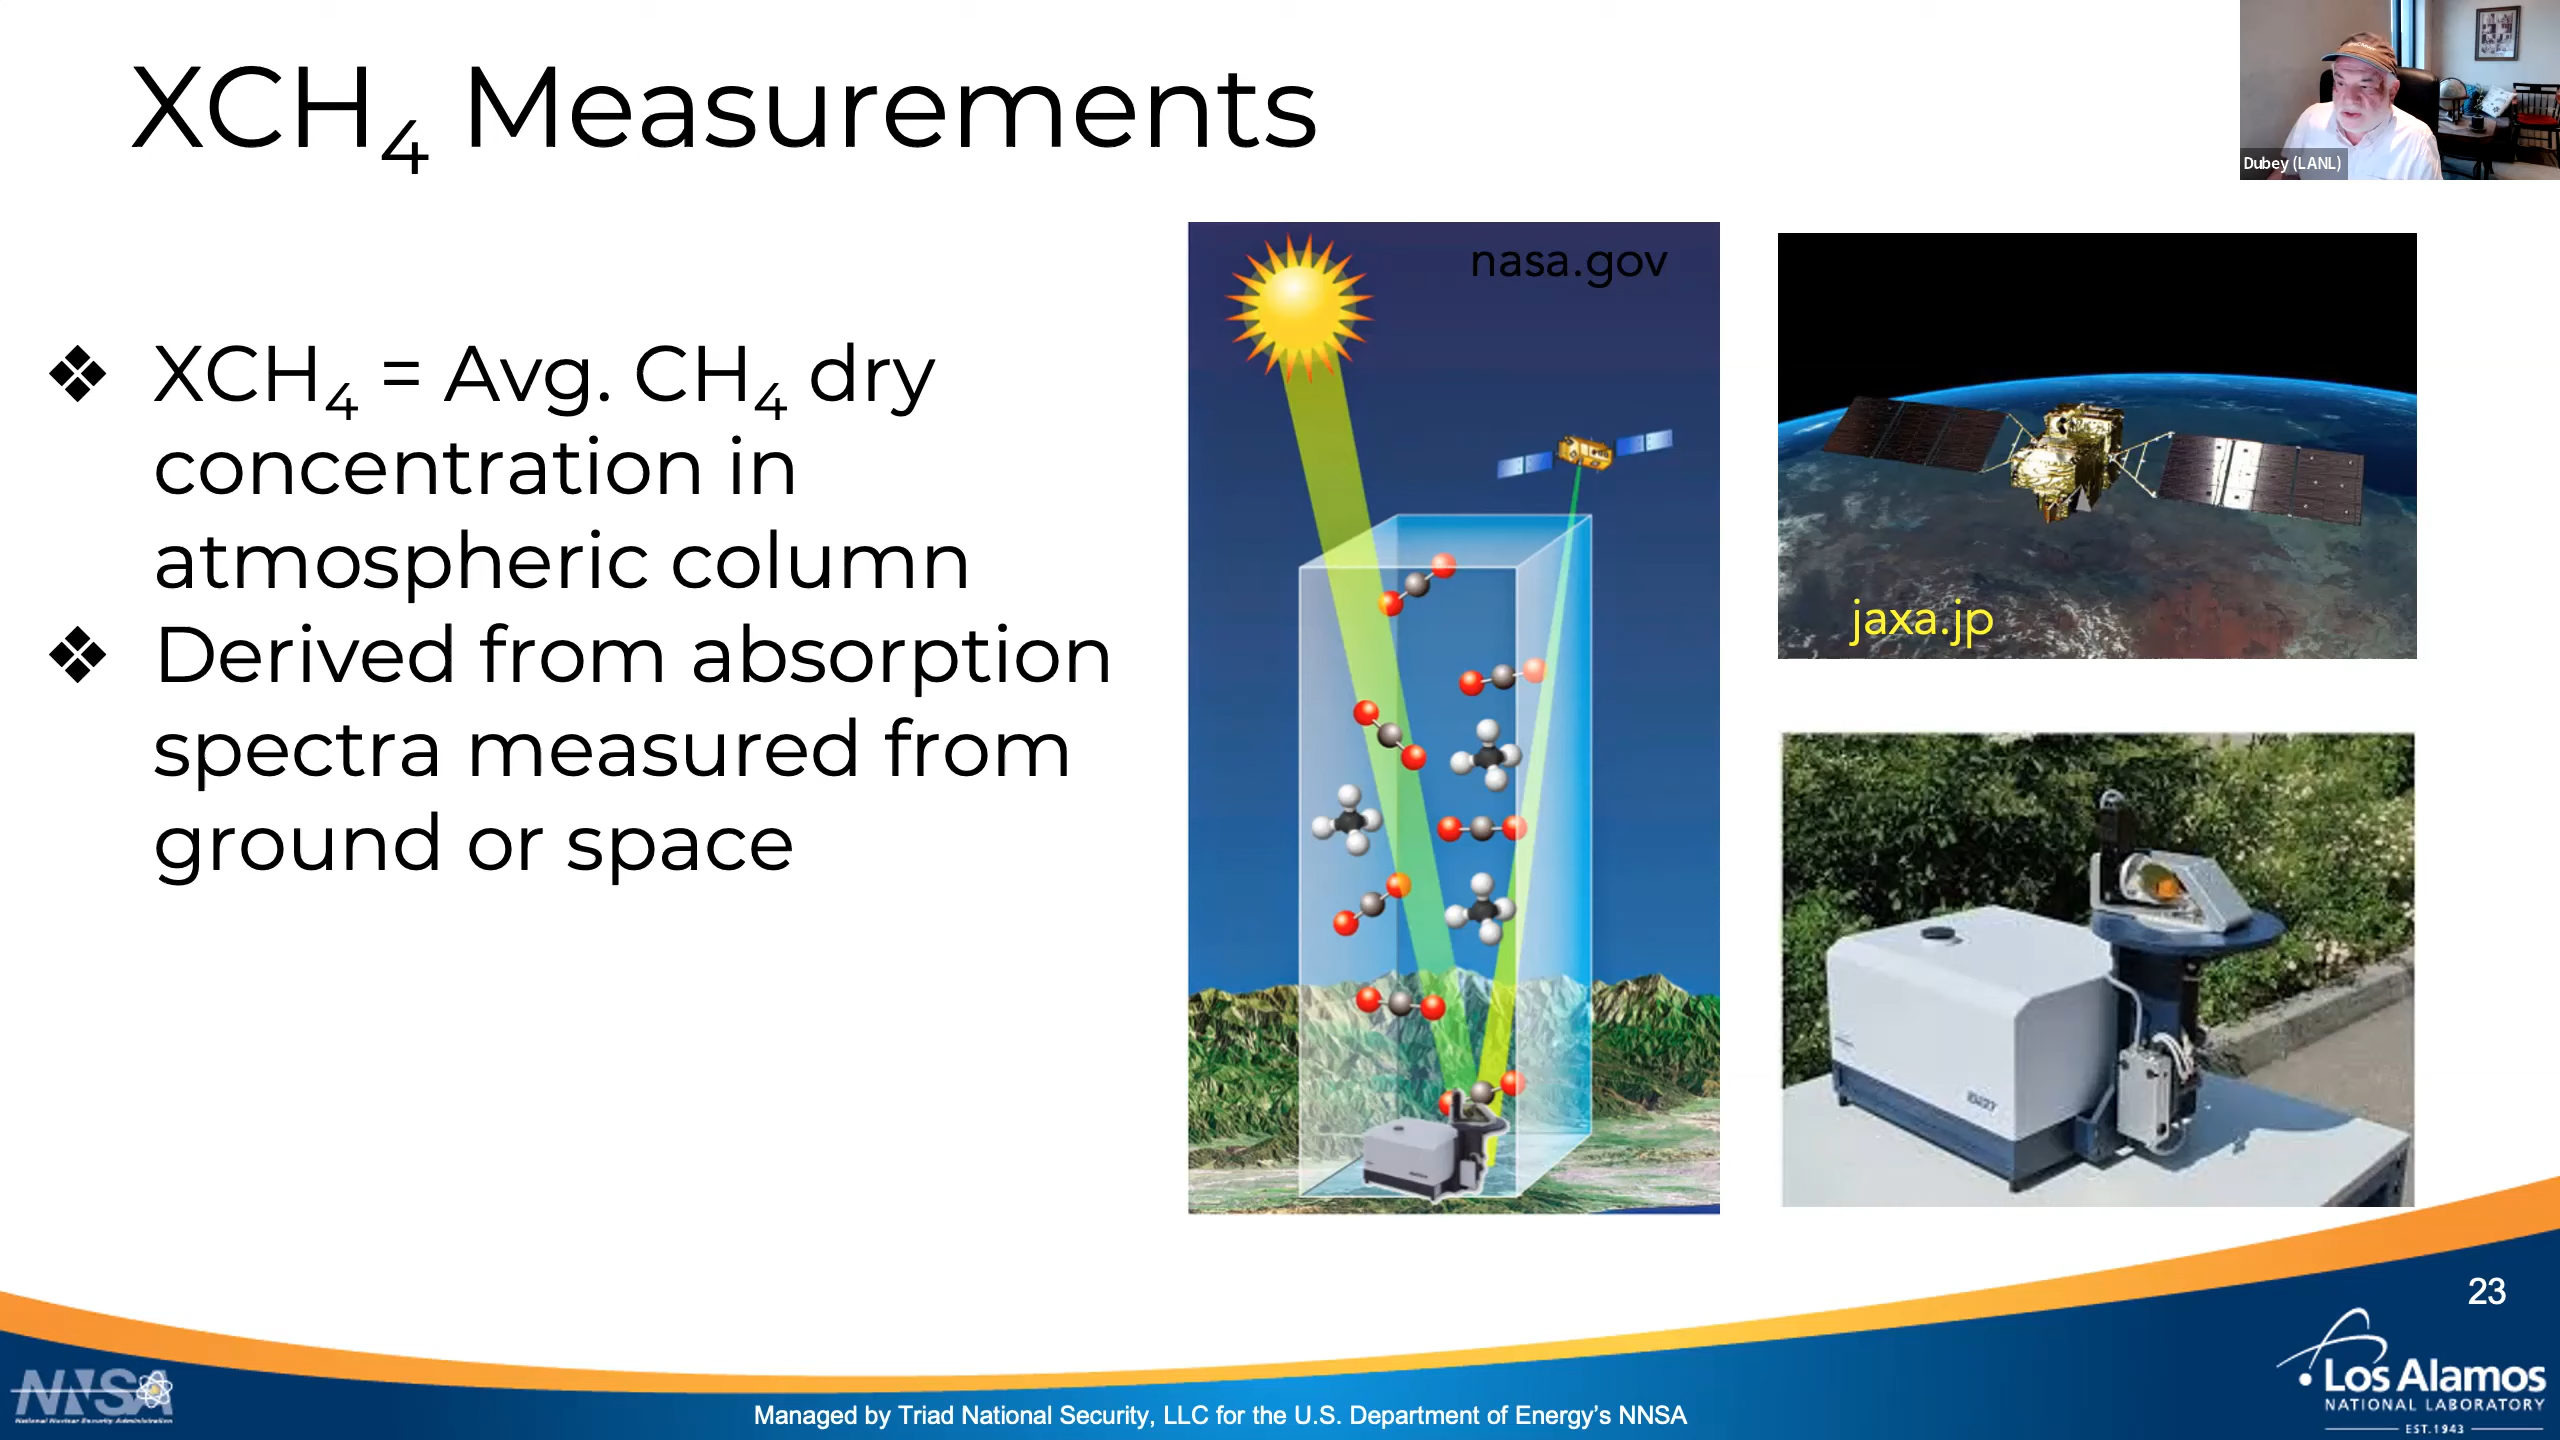 XCH4 Measurements
Dubey (LANL)
❖ XCH4 = Avg. CH4 dry
concentration in
atmospheric column
❖ Derived from absorption
spectra measured from
ground or space
nasa.gov
jaxa.jp
23
NNSA
National Nuclear Security Administration
Managed by Triad National Security, LLC for the U.S. Department of Energy’s NNSA
Los Alamos
NATIONAL LABORATORY
EST.1943